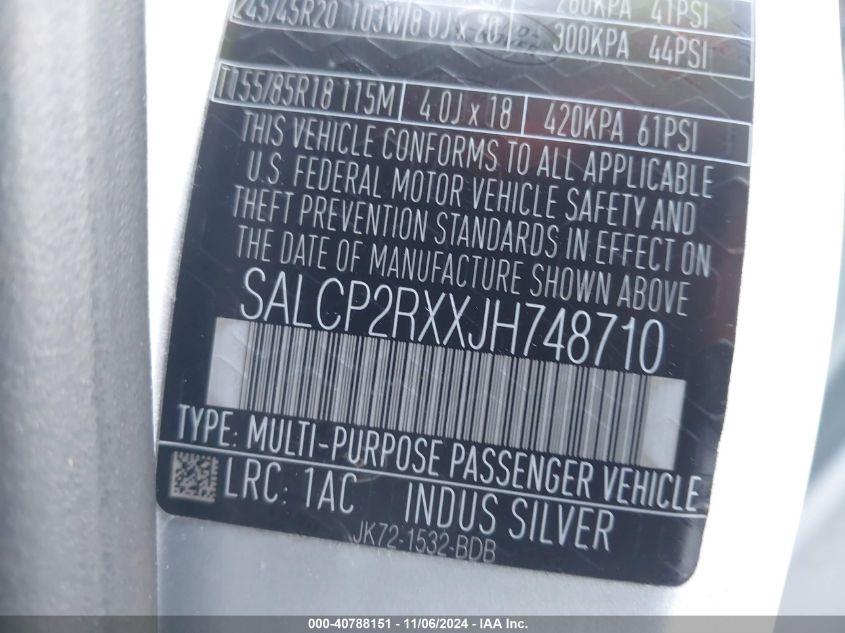 245/45R20 103W 8.0J 300KPA 44PSI
280KPA 41PSI
T155/85R18 115M 4.0J x 18 420KPA 61PSI
THIS VEHICLE CONFORMS TO ALL APPLICABLE
U.S. FEDERAL MOTOR VEHICLE SAFETY AND
THEFT PREVENTION STANDARDS IN EFFECT ON
THE DATE OF MANUFACTURE SHOWN ABOVE
SALCP2RXXJH748710
TYPE: MULTI-PURPOSE PASSENGER VEHICLE
LRC: 1AC INDUS SILVER
JK72-1532-BDB
000-40788151 - 11/06/2024 - IAA Inc.